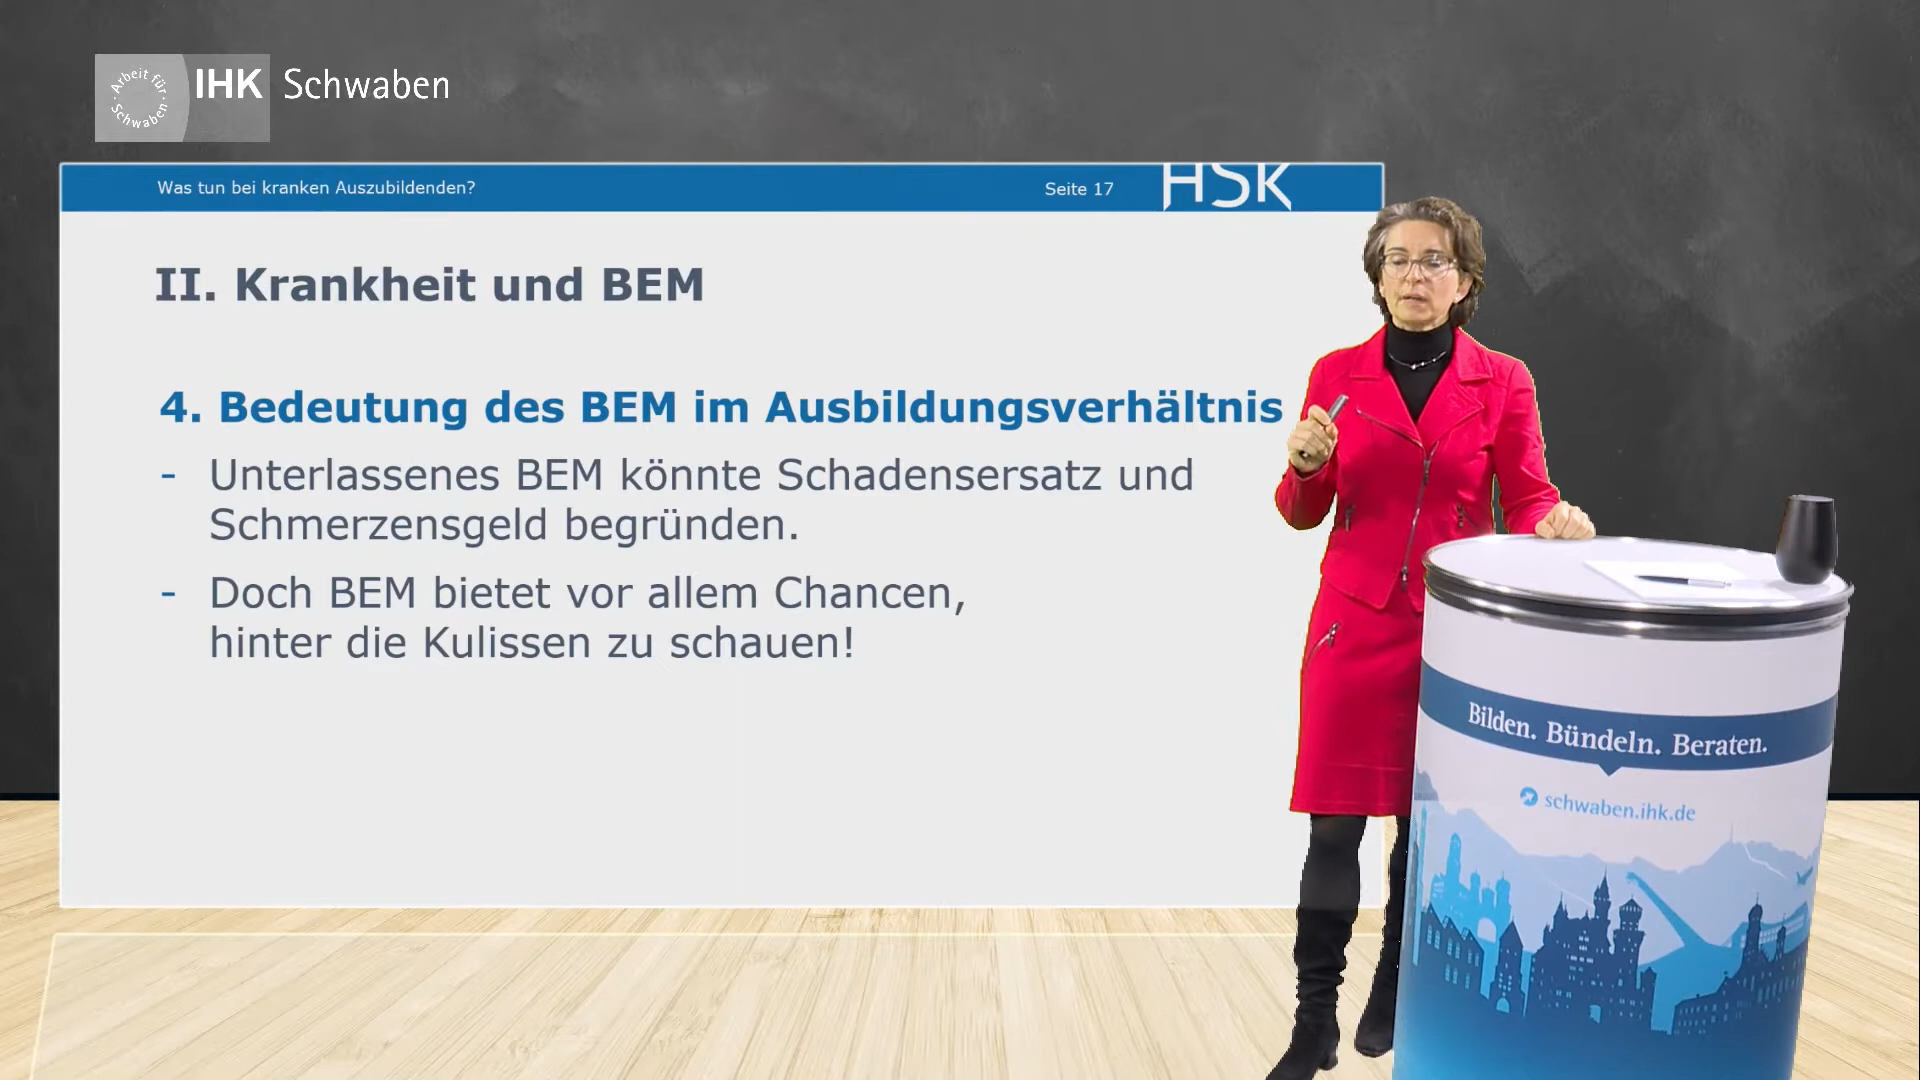 Arbeit für
Schwaben
IHK Schwaben
Was tun bei kranken Auszubildenden?
Seite 17
HSK
II. Krankheit und BEM
4. Bedeutung des BEM im Ausbildungsverhältnis
- Unterlassenes BEM könnte Schadensersatz und
Schmerzensgeld begründen.
- Doch BEM bietet vor allem Chancen,
hinter die Kulissen zu schauen!
Bilden. Bündeln. Beraten.
schwaben.ihk.de